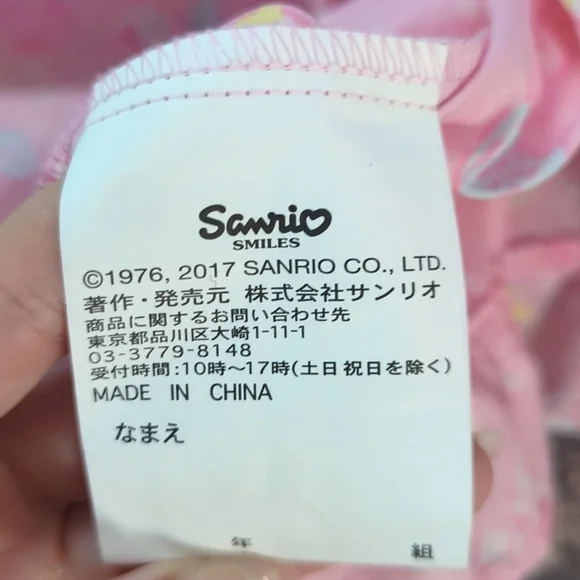 Sanrio
SMILES
©1976, 2017 SANRIO CO., LTD.
著作・発売元 株式会社サンリオ
商品に関するお問い合わせ先
東京都品川区大崎1-11-1
03-3779-8148
受付時間:10時～17時(土日祝日を除く)
MADE IN CHINA
なまえ
年 組